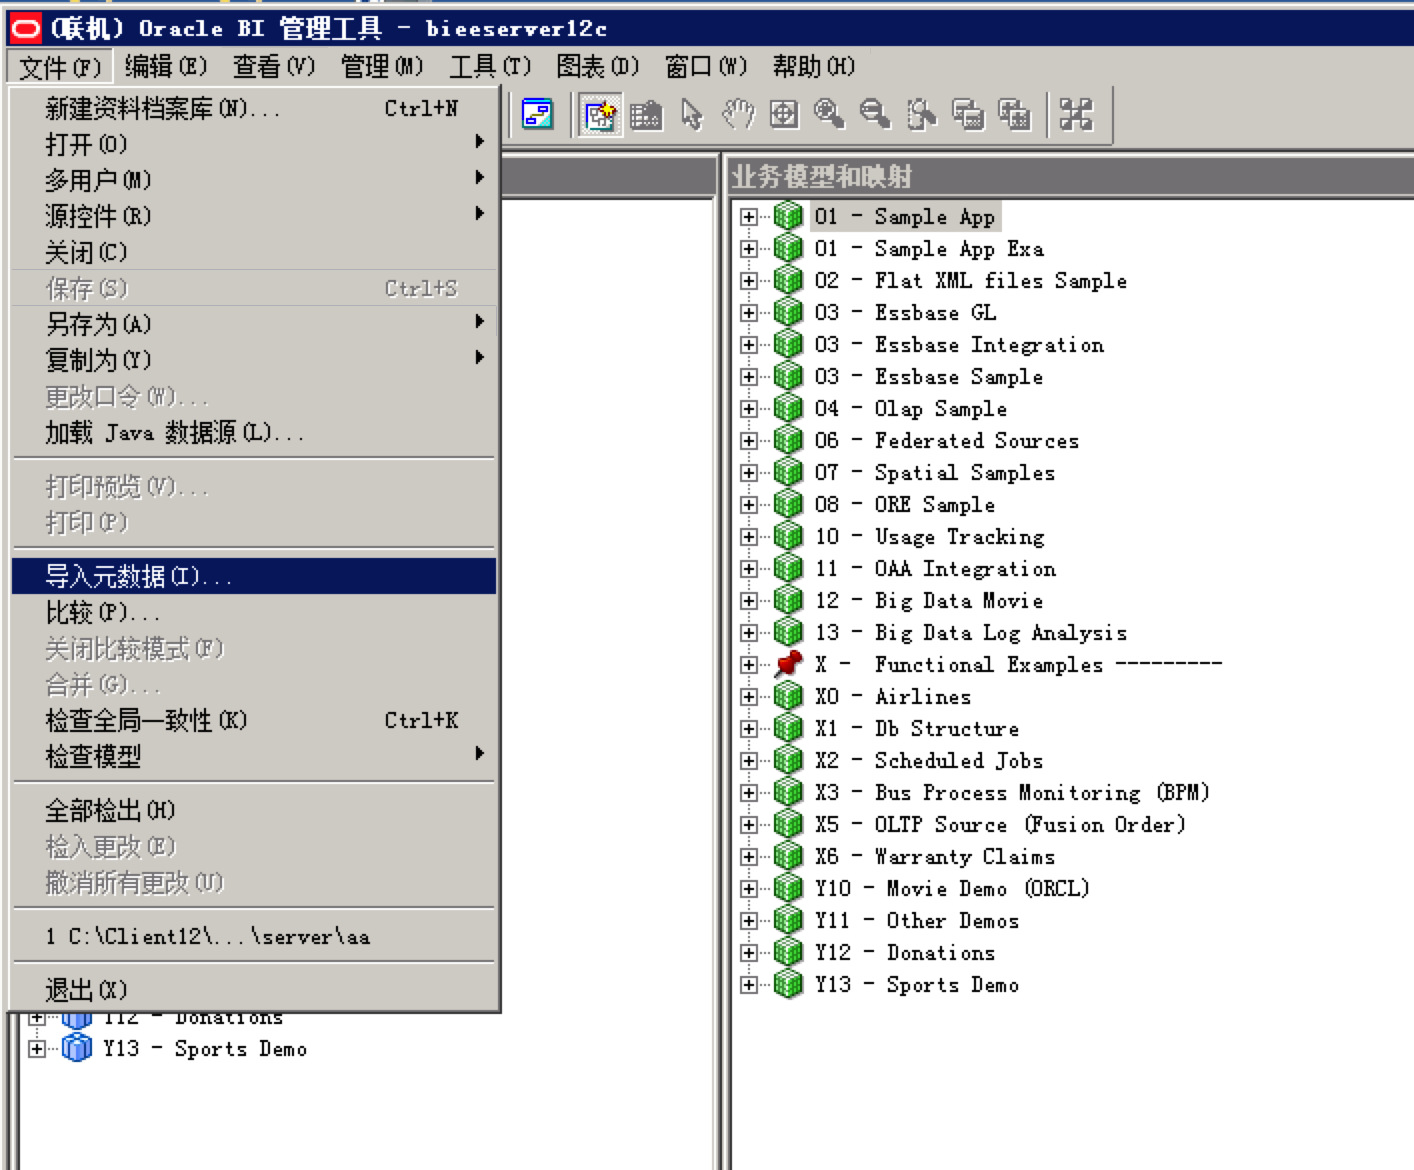 (联机) Oracle BI 管理工具 - bieeserver12c
文件(F) 编辑(E) 查看(V) 管理(M) 工具(T) 图表(D) 窗口(W) 帮助(H)
新建资料档案库(N)... Ctrl+N
打开(O)
多用户(M)
源控件(R)
关闭(C)
保存(S) Ctrl+S
另存为(A)
复制为(Y)
更改口令(W)...
加载 Java 数据源(L)...
打印预览(V)...
打印(P)
导入元数据(I)...
比较(P)...
关闭比较模式(F)
合并(G)...
检查全局一致性(K) Ctrl+K
检查模型
全部检出(H)
检入更改(E)
撤消所有更改(U)
1 C:\Client12\...\server\aa
退出(X)
Y12 - Donations
Y13 - Sports Demo
业务模型和映射
01 - Sample App
01 - Sample App Exa
02 - Flat XML files Sample
03 - Essbase GL
03 - Essbase Integration
03 - Essbase Sample
04 - Olap Sample
06 - Federated Sources
07 - Spatial Samples
08 - ORE Sample
10 - Usage Tracking
11 - OAA Integration
12 - Big Data Movie
13 - Big Data Log Analysis
X -  Functional Examples ---------
X0 - Airlines
X1 - Db Structure
X2 - Scheduled Jobs
X3 - Bus Process Monitoring (BPM)
X5 - OLTP Source (Fusion Order)
X6 - Warranty Claims
Y10 - Movie Demo (ORCL)
Y11 - Other Demos
Y12 - Donations
Y13 - Sports Demo